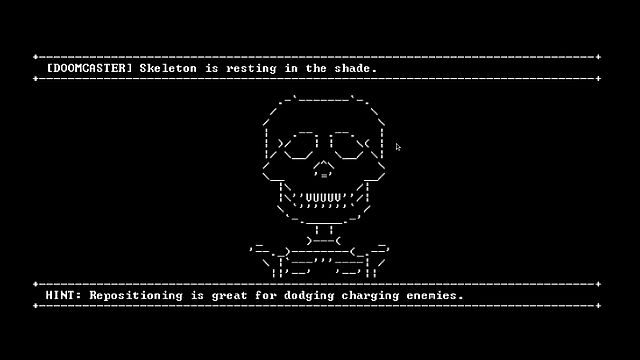 [DOOMCASTER] Skeleton is resting in the shade.
HINT: Repositioning is great for dodging charging enemies.